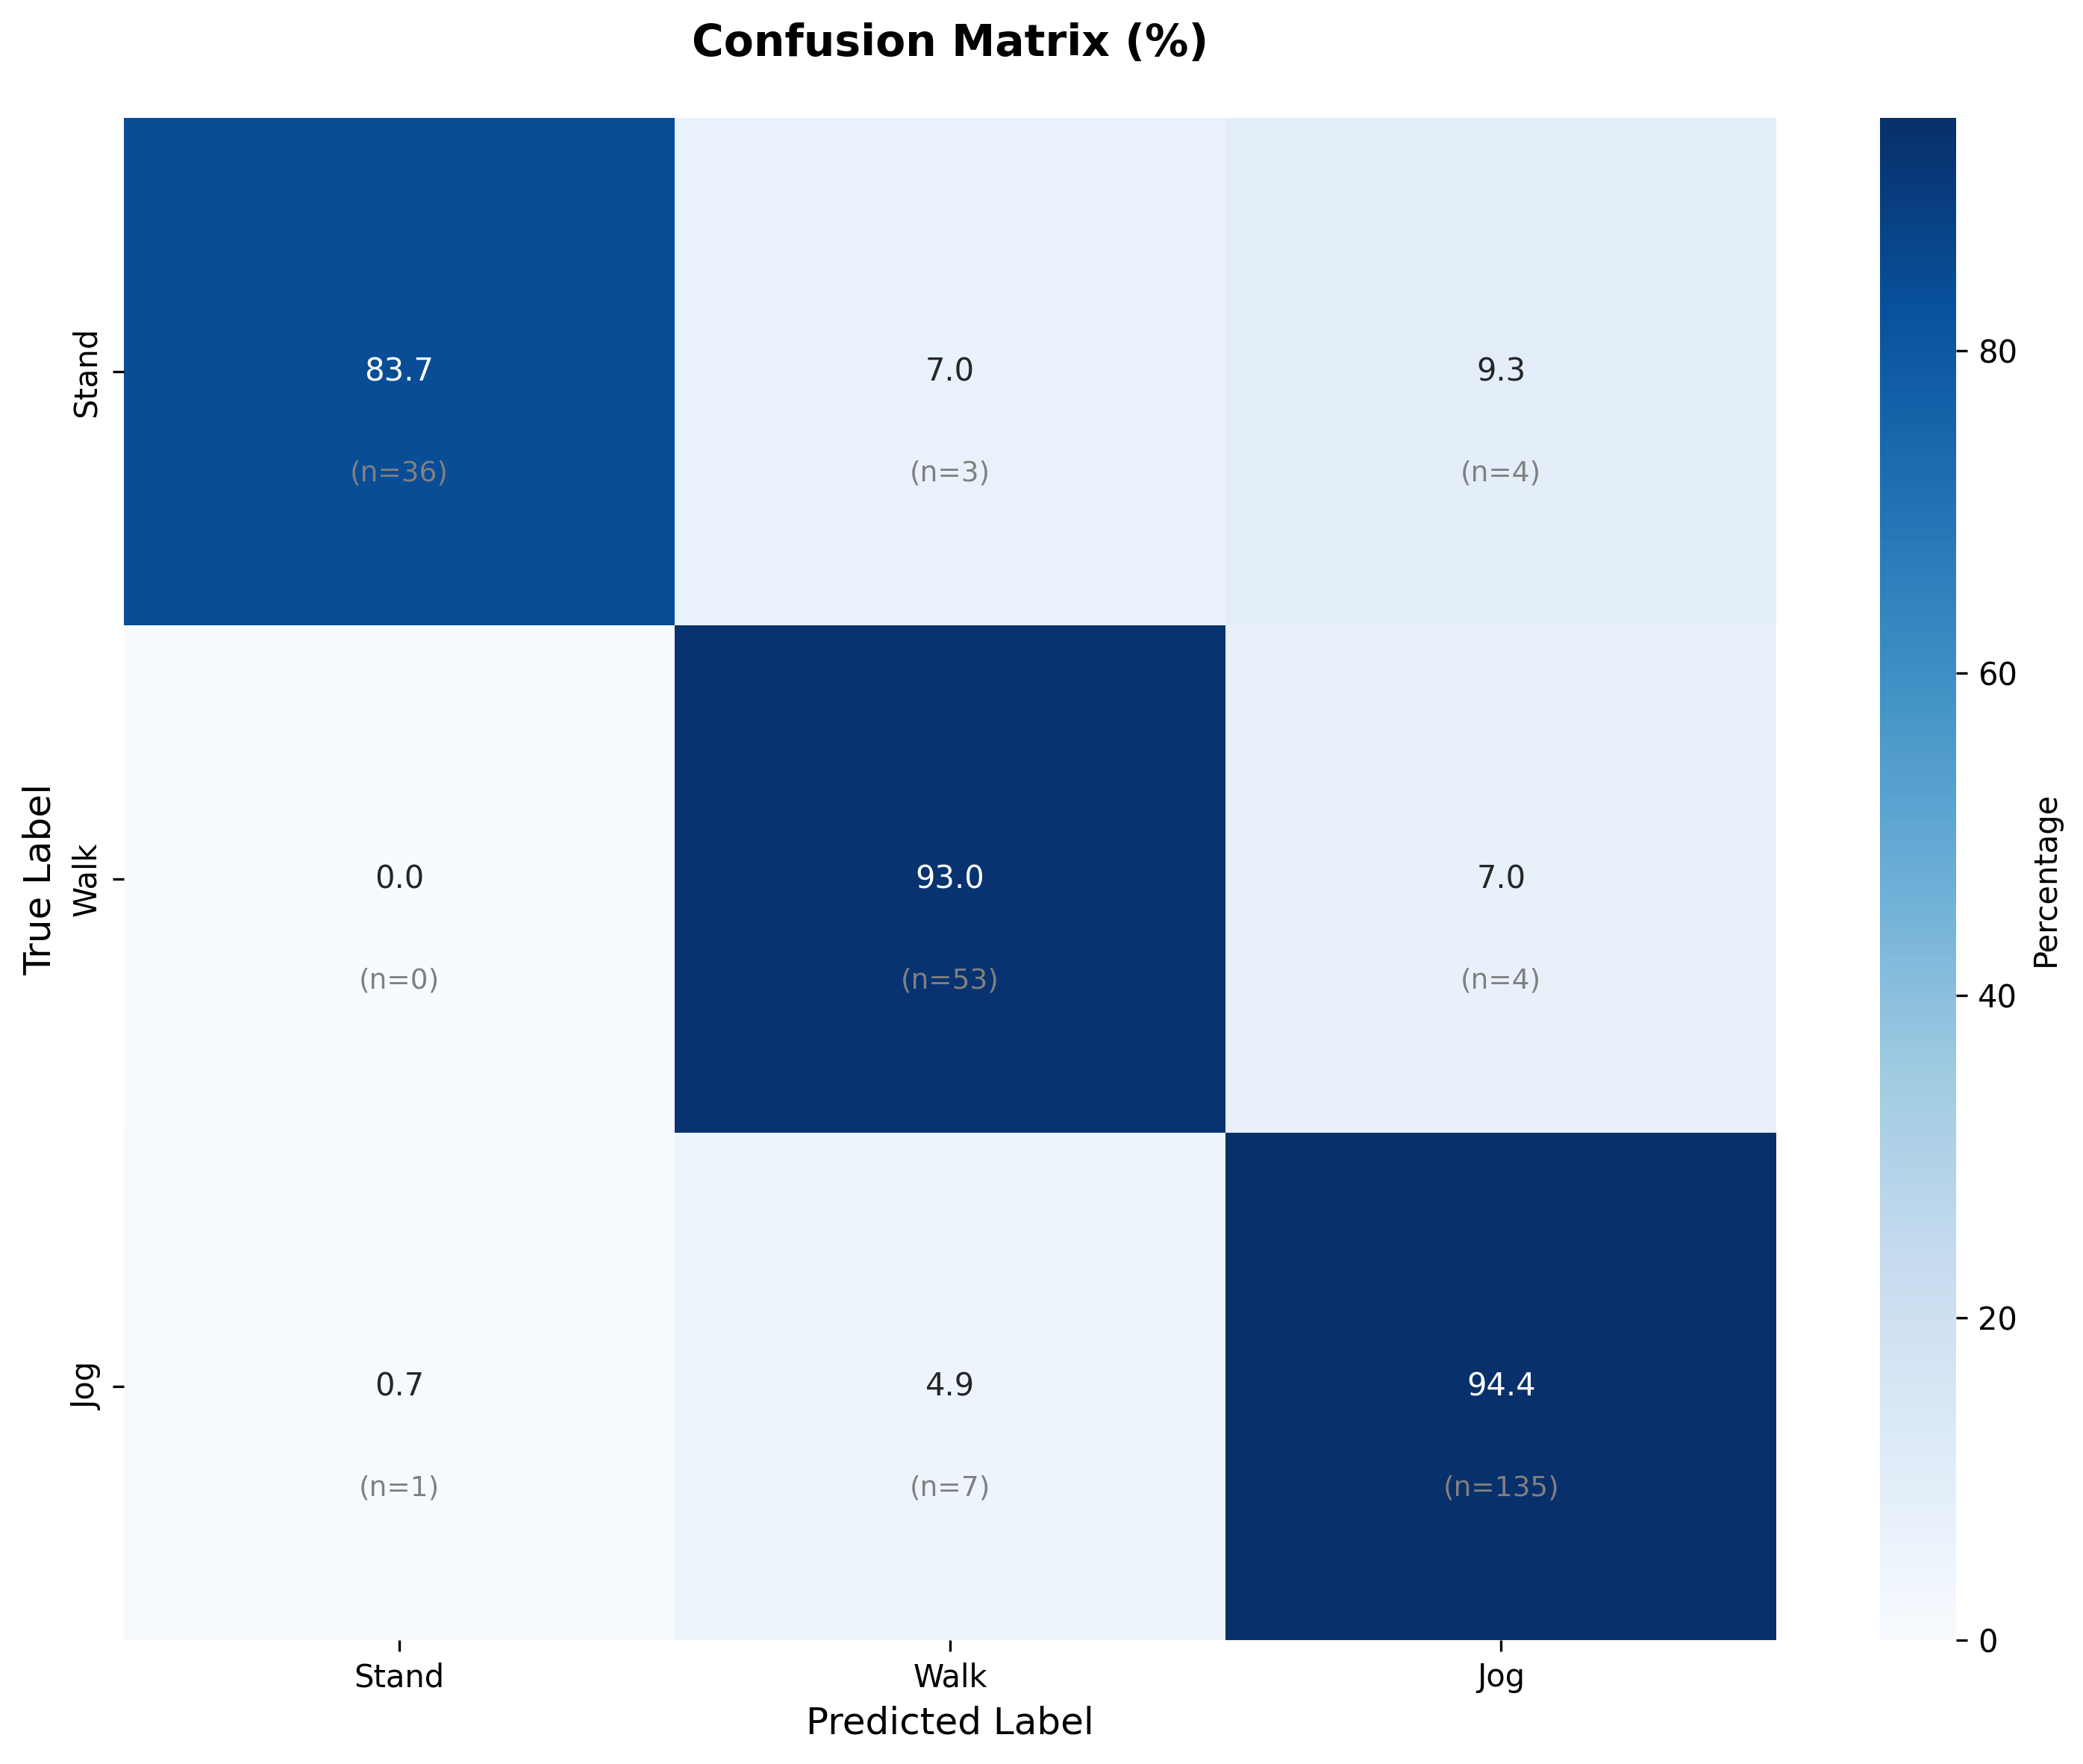 Confusion Matrix (%)
True Label
Stand
83.7
7.0
9.3
(n=36)
(n=3)
(n=4)
Walk
0.0
93.0
7.0
(n=0)
(n=53)
(n=4)
Jog
0.7
4.9
94.4
(n=1)
(n=7)
(n=135)
Stand
Walk
Jog
Predicted Label
80
60
40
20
0
Percentage